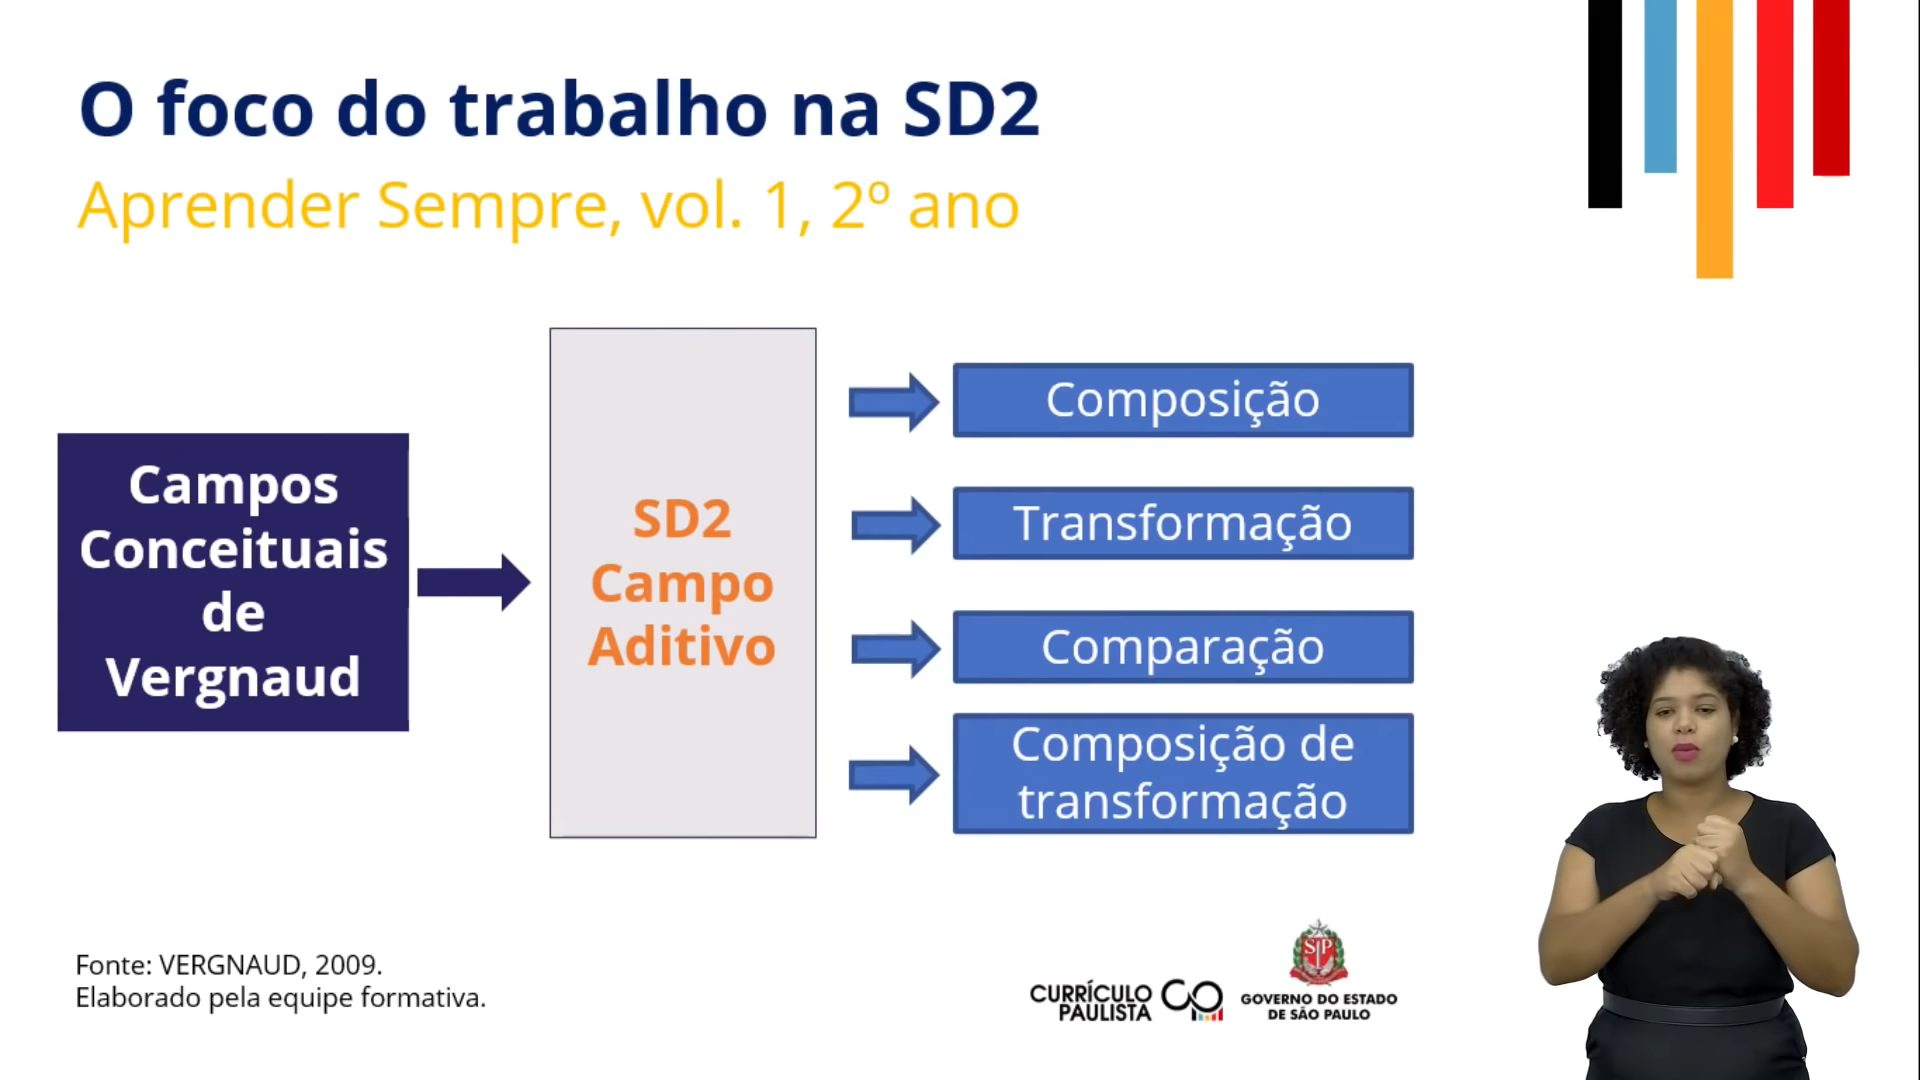 O foco do trabalho na SD2
Aprender Sempre, vol. 1, 2º ano
Campos
Conceituais
de
Vergnaud
SD2
Campo
Aditivo
Composição
Transformação
Comparação
Composição de
transformação
Fonte: VERGNAUD, 2009.
Elaborado pela equipe formativa.
CURRÍCULO
PAULISTA
SP
GOVERNO DO ESTADO
DE SÃO PAULO